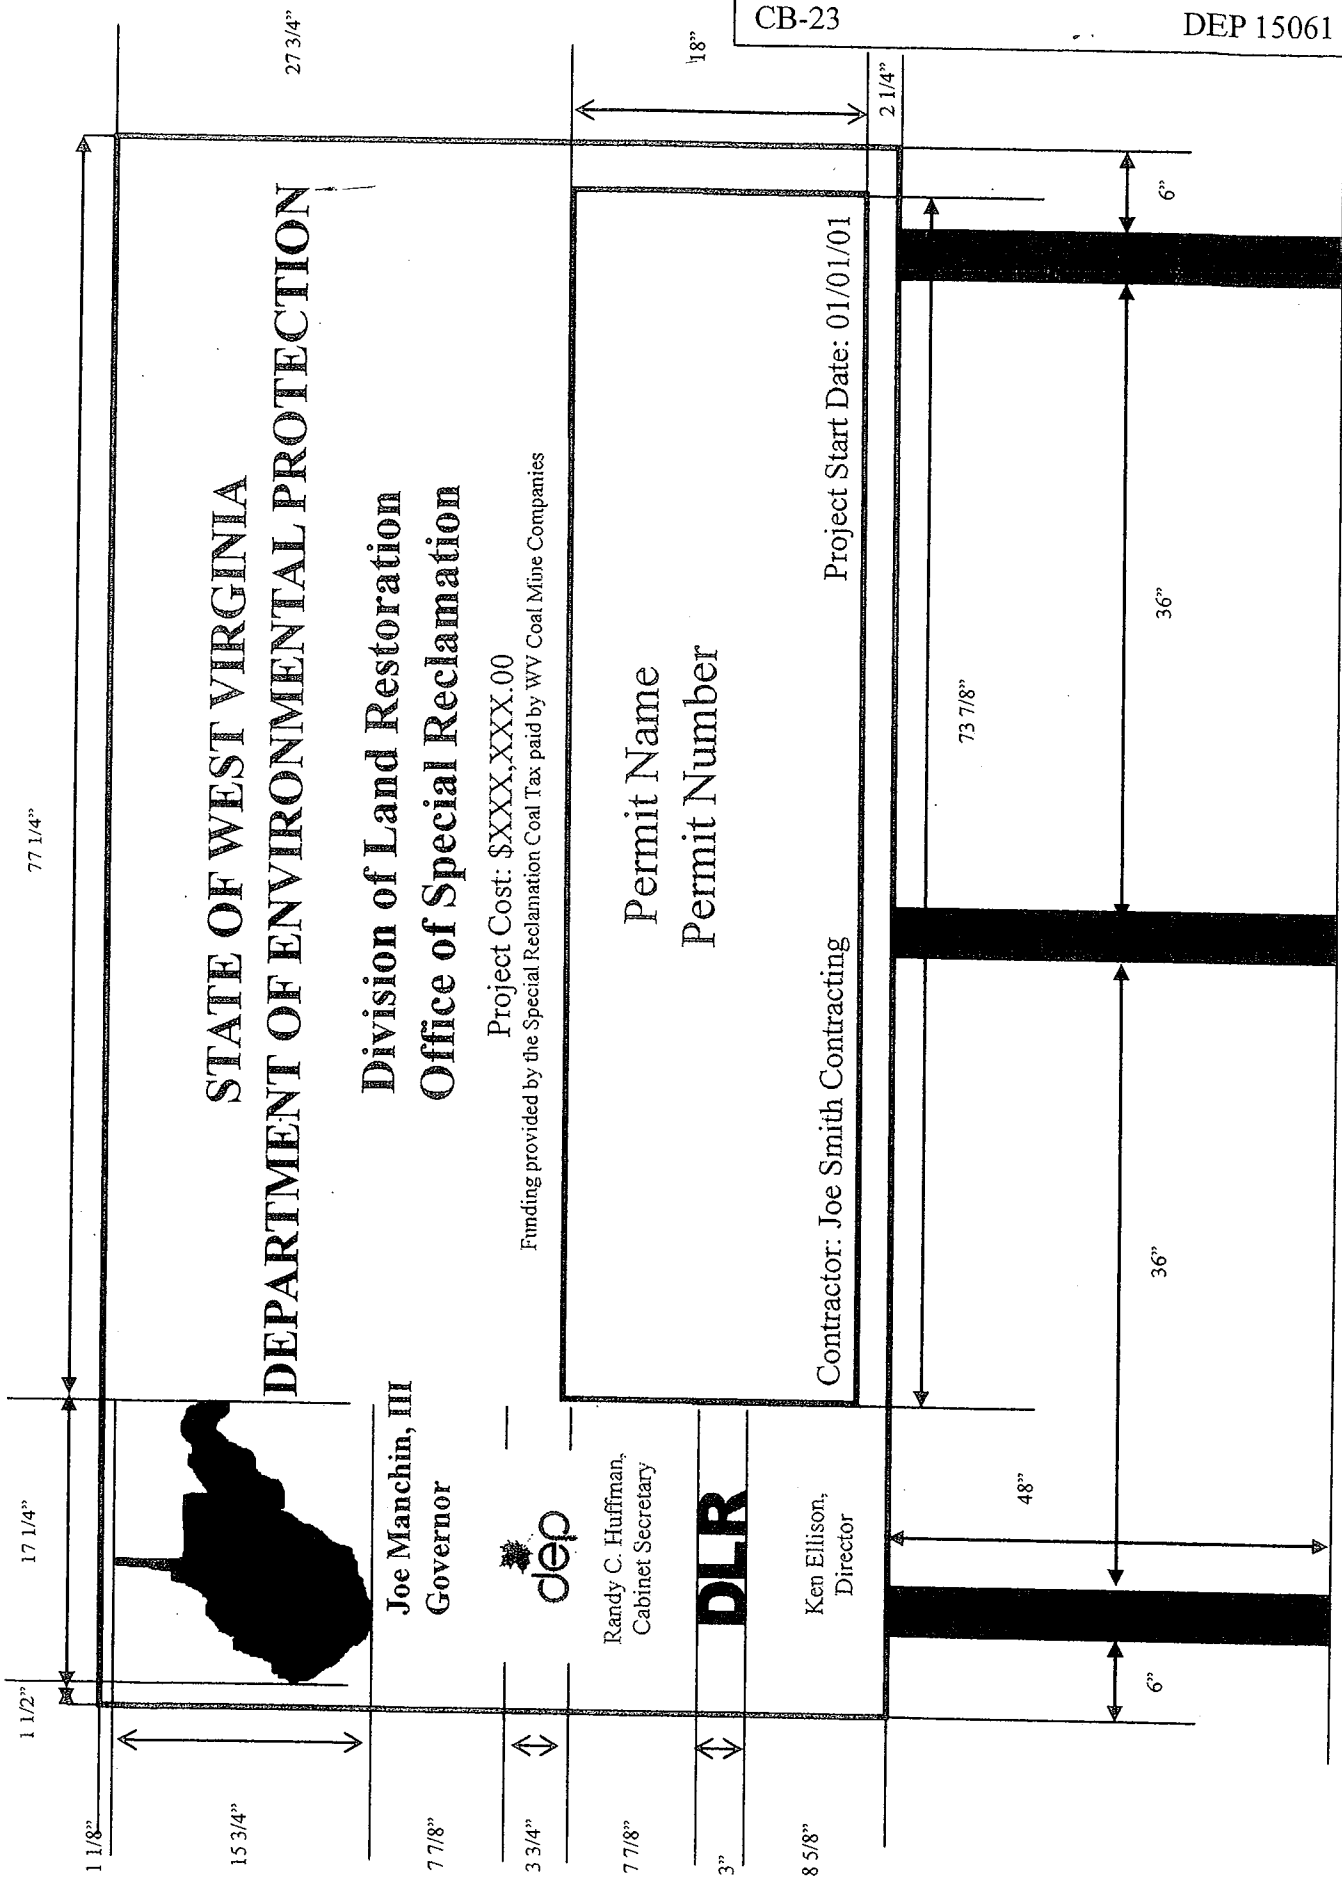 CB-23 DEP 15061
1 1/2”
17 1/4”
77 1/4”
1 1/8”
15 3/4”
7 7/8”
3 3/4”
7 7/8”
3”
8 5/8”
STATE OF WEST VIRGINIA
DEPARTMENT OF ENVIRONMENTAL PROTECTION
Division of Land Restoration
Office of Special Reclamation
Project Cost: $XXX,XXX.00
Funding provided by the Special Reclamation Coal Tax paid by WV Coal Mine Companies
Joe Manchin, III
Governor
dep
Randy C. Huffman,
Cabinet Secretary
DLR
Ken Ellison,
Director
Permit Name
Permit Number
Contractor: Joe Smith Contracting Project Start Date: 01/01/01
27 3/4”
18”
2 1/4”
73 7/8”
48”
6”
36”
36”
6”